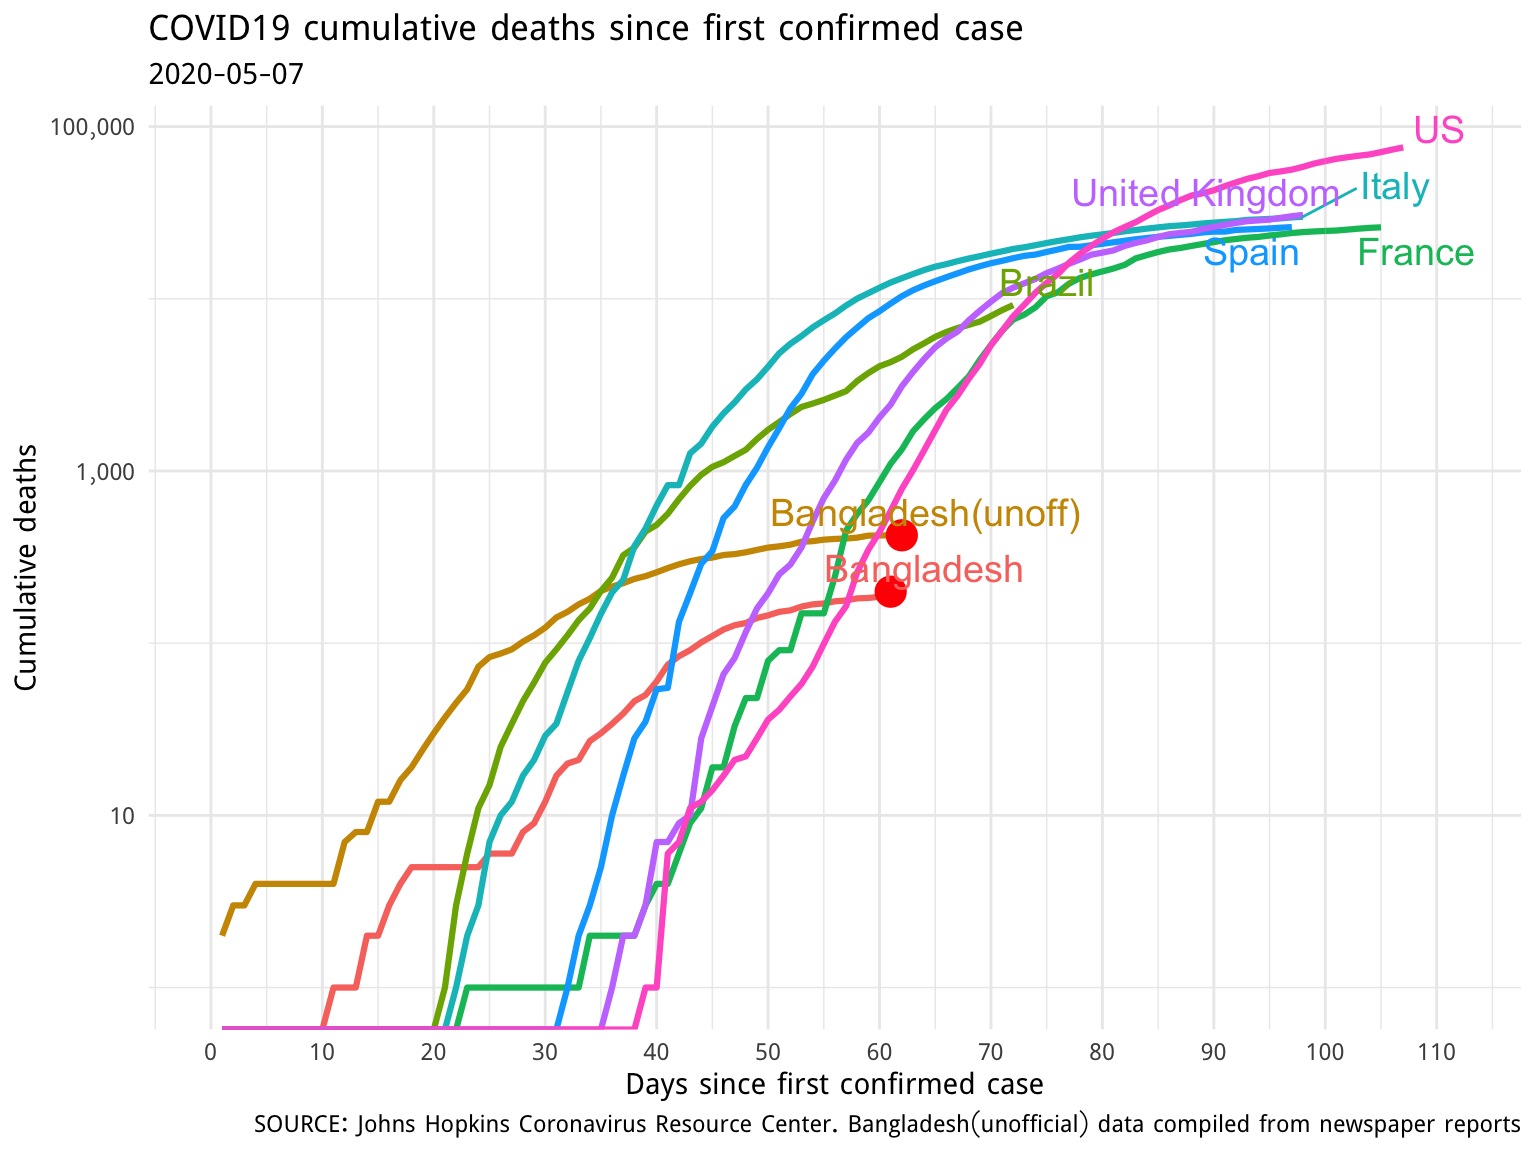 COVID19 cumulative deaths since first confirmed case
2020-05-07
100,000
1,000
10
Cumulative deaths
US
Italy
United Kingdom
Spain
France
Brazil
Bangladesh(unoff)
Bangladesh
0 10 20 30 40 50 60 70 80 90 100 110
Days since first confirmed case
SOURCE: Johns Hopkins Coronavirus Resource Center. Bangladesh(unofficial) data compiled from newspaper reports